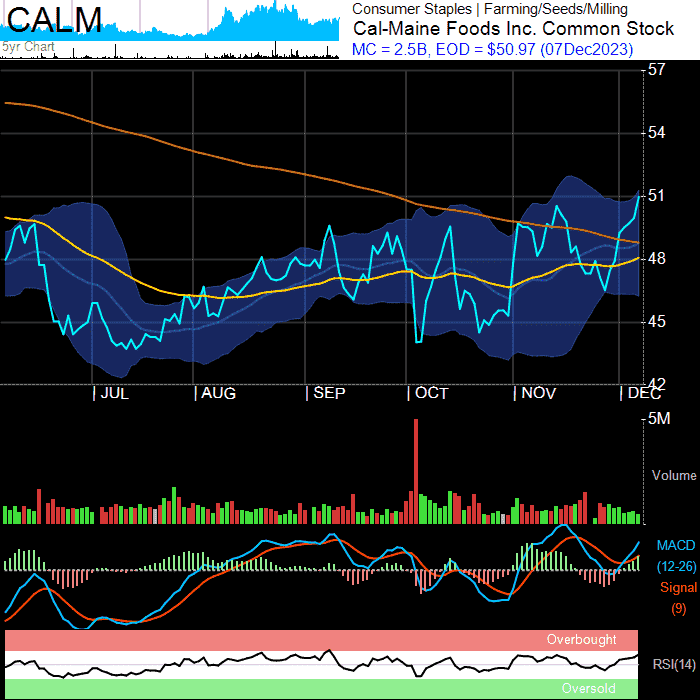 CALM
5yr Chart
Consumer Staples | Farming/Seeds/Milling
Cal-Maine Foods Inc. Common Stock
MC = 2.5B, EOD = $50.97 (07Dec2023)
57
54
51
48
45
42
| JUL | AUG | SEP | OCT | NOV | DEC
5M
Volume
MACD
(12-26)
Signal
(9)
Overbought
RSI(14)
Oversold